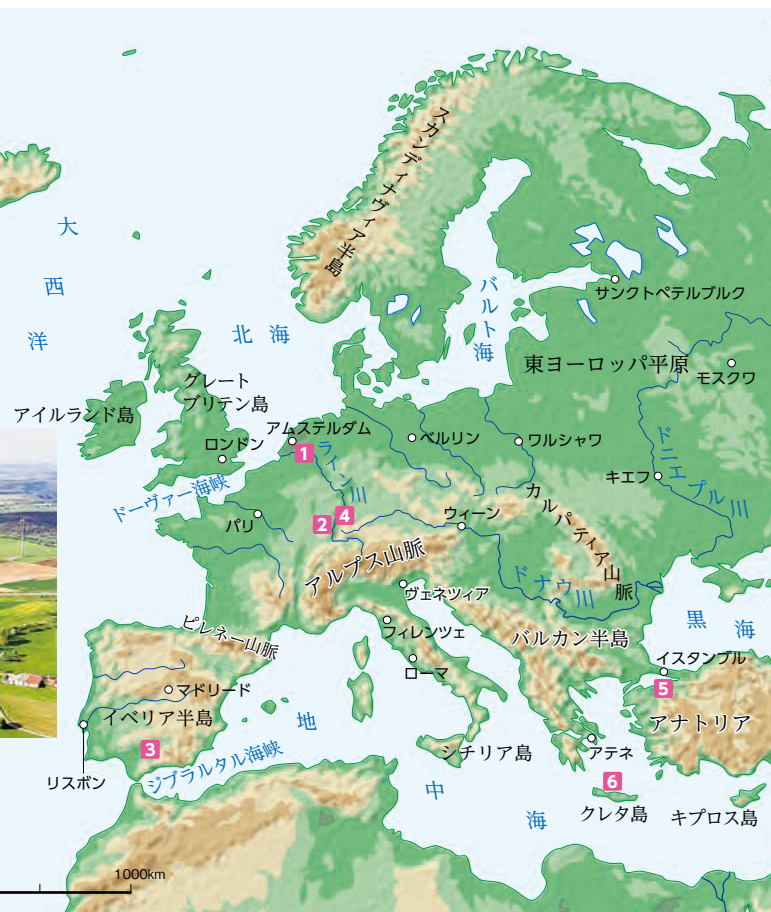 スカンディナヴィア半島
大西洋
バルト海
サンクトペテルブルク
北海
東ヨーロッパ平原
モスクワ
グレート
ブリテン島
アイルランド島
アムステルダム
ベルリン
ワルシャワ
ロンドン
1
ライン川
ドニエプル川
キエフ
ドーヴァー海峡
カルパティア山脈
パリ
2
4
ウィーン
アルプス山脈
ドナウ川
ヴェネツィア
黒海
ピレネー山脈
フィレンツェ
バルカン半島
ローマ
イスタンブル
マドリード
5
イベリア半島
地中海
アナトリア
3
シチリア島
アテネ
ジブラルタル海峡
リスボン
6
クレタ島
キプロス島
1000km